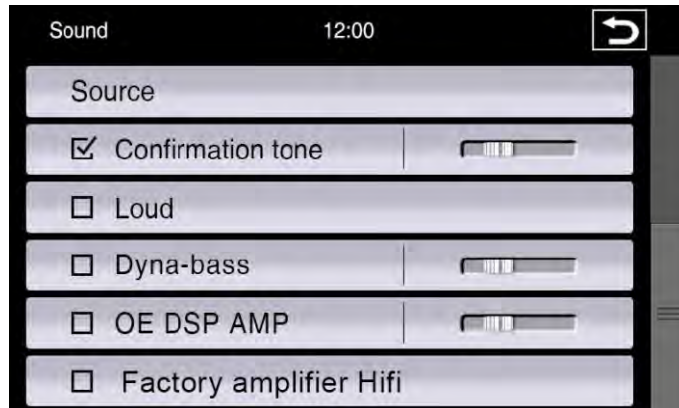 Sound 12:00
Source
Confirmation tone
Loud
Dyna-bass
OE DSP AMP
Factory amplifier Hifi